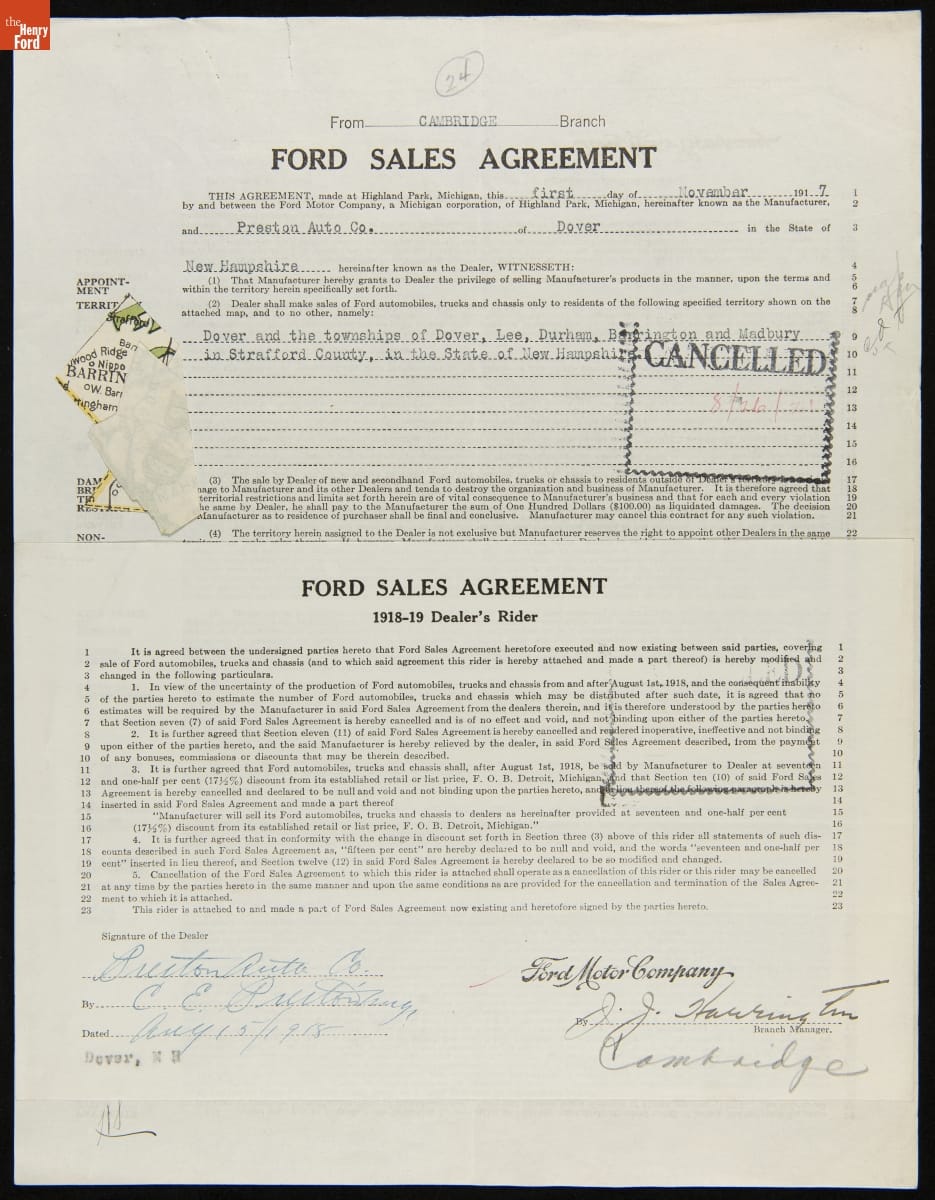 the
Henry
Ford
24
From CAMBRIDGE Branch
FORD SALES AGREEMENT
THIS AGREEMENT, made at Highland Park, Michigan, this first day of November 1917 1
by and between the Ford Motor Company, a Michigan corporation, of Highland Park, Michigan, hereinafter known as the Manufacturer, 2
and Preston Auto Co. of Dover in the State of 3
New Hampshire hereinafter known as the Dealer, WITNESSETH: 4
APPOINT-
MENT
(1) That Manufacturer hereby grants to Dealer the privilege of selling Manufacturer's products in the manner, upon the terms and 5
within the territory herein specifically set forth. 6
TERRIT
(2) Dealer shall make sales of Ford automobiles, trucks and chassis only to residents of the following specified territory shown on the 7
attached map, and to no other, namely: 8
Dover and the townships of Dover, Lee, Durham, Barrington and Madbury 9
in Strafford County, in the State of New Hampshire 10
CANCELLED
11
12
13
14
15
16
Strafford
Ban
Wood Ridge
o Nippo
BARRIN
oW. Barr
ingham
DAM
(3) The sale by Dealer of new and secondhand Ford automobiles, trucks or chassis to residents outside of Dealer's territory 17
nage to Manufacturer and its other Dealers and tends to destroy the organization and business of Manufacturer. It is therefore agreed that 18
territorial restrictions and limits set forth herein are of vital consequence to Manufacturer's business and that for each and every violation 19
he same by Dealer, he shall pay to the Manufacturer the sum of One Hundred Dollars ($100.00) as liquidated damages. The decision 20
Manufacturer as to residence of purchaser shall be final and conclusive. Manufacturer may cancel this contract for any such violation. 21
NON-
(4) The territory herein assigned to the Dealer is not exclusive but Manufacturer reserves the right to appoint other Dealers in the same 22
FORD SALES AGREEMENT
1918-19 Dealer's Rider
1 It is agreed between the undersigned parties hereto that Ford Sales Agreement heretofore executed and now existing between said parties, covering 1
2 sale of Ford automobiles, trucks and chassis (and to which said agreement this rider is hereby attached and made a part thereof) is hereby modified and 2
3 changed in the following particulars. 3
4 1. In view of the uncertainty of the production of Ford automobiles, trucks and chassis from and after August 1st, 1918, and the consequent inability 4
5 of the parties hereto to estimate the number of Ford automobiles, trucks and chassis which may be distributed after such date, it is agreed that no 5
6 estimates will be required by the Manufacturer in said Ford Sales Agreement from the dealers therein, and it is therefore understood by the parties hereto 6
7 that Section seven (7) of said Ford Sales Agreement is hereby cancelled and is of no effect and void, and not binding upon either of the parties hereto. 7
8 2. It is further agreed that Section eleven (11) of said Ford Sales Agreement is hereby cancelled and rendered inoperative, ineffective and not binding 8
9 upon either of the parties hereto, and the said Manufacturer is hereby relieved by the dealer, in said Ford Sales Agreement described, from the payment 9
10 of any bonuses, commissions or discounts that may be therein described. 10
11 3. It is further agreed that Ford automobiles, trucks and chassis shall, after August 1st, 1918, be sold by Manufacturer to Dealer at seventeen 11
12 and one-half per cent (17½%) discount from its established retail or list price, F. O. B. Detroit, Michigan, and that Section ten (10) of said Ford Sales 12
13 Agreement is hereby cancelled and declared to be null and void and not binding upon the parties hereto, and in lieu thereof the following paragraph is hereby 13
14 inserted in said Ford Sales Agreement and made a part thereof 14
15 "Manufacturer will sell its Ford automobiles, trucks and chassis to dealers as hereinafter provided at seventeen and one-half per cent 15
16 (17½%) discount from its established retail or list price, F. O. B. Detroit, Michigan." 16
17 4. It is further agreed that in conformity with the change in discount set forth in Section three (3) above of this rider all statements of such dis- 17
18 counts described in such Ford Sales Agreement as, "fifteen per cent" are hereby declared to be null and void, and the words "seventeen and one-half per 18
19 cent" inserted in lieu thereof, and Section twelve (12) in said Ford Sales Agreement is hereby declared to be so modified and changed. 19
20 5. Cancellation of the Ford Sales Agreement to which this rider is attached shall operate as a cancellation of this rider or this rider may be cancelled 20
21 at any time by the parties hereto in the same manner and upon the same conditions as are provided for the cancellation and termination of the Sales Agree- 21
22 ment to which it is attached. 22
23 This rider is attached to and made a part of Ford Sales Agreement now existing and heretofore signed by the parties hereto. 23
Signature of the Dealer
Preston Auto Co.
Ford Motor Company
By C. E. Preston
By J. J. Harrington
Branch Manager.
Dated Aug 15/1918
Dover, N H
Cambridge